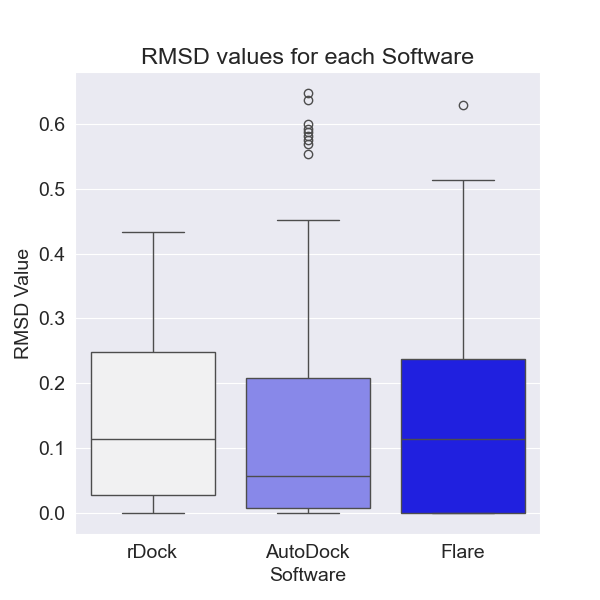 RMSD values for each Software
RMSD Value
0.6
0.5
0.4
0.3
0.2
0.1
0.0
rDock
AutoDock
Flare
Software